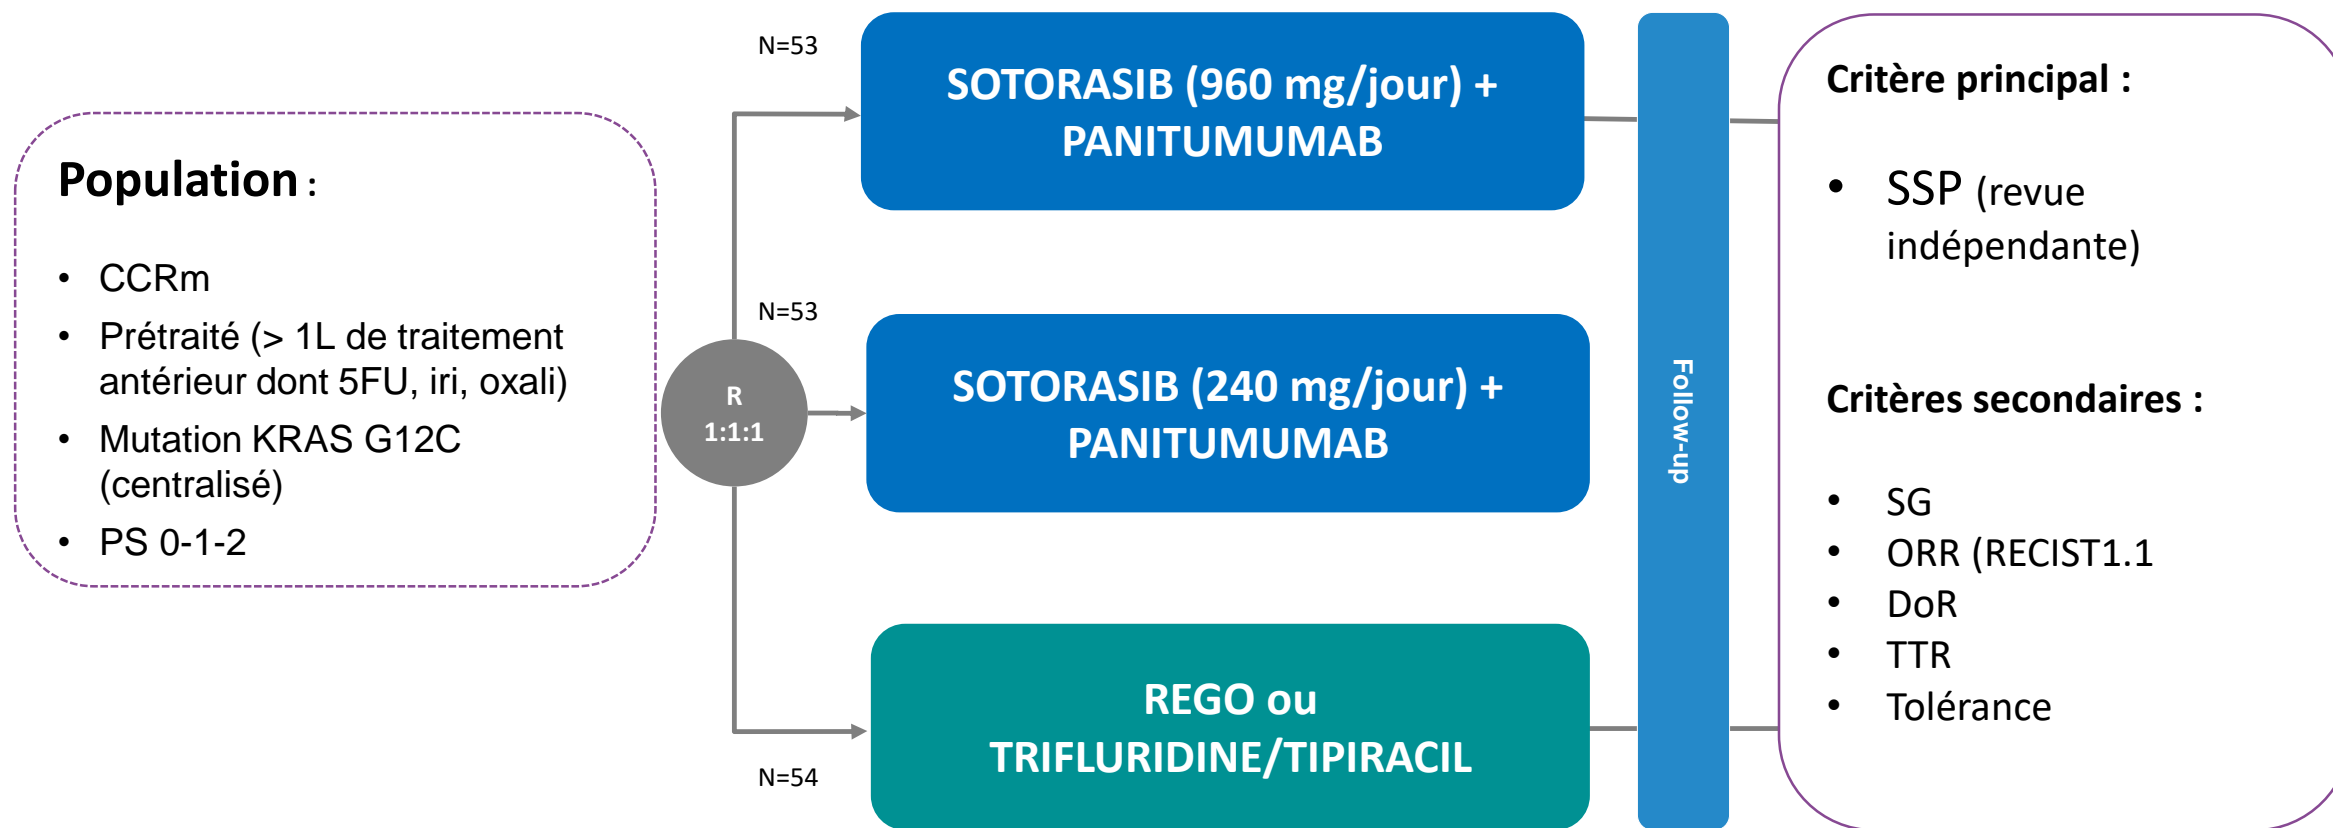 Population :
• CCRm
• Prétraité (> 1L de traitement
antérieur dont 5FU, iri, oxali)
• Mutation KRAS G12C
(centralisé)
• PS 0-1-2
R
1:1:1
N=53
SOTORASIB (960 mg/jour) +
PANITUMUMAB
N=53
SOTORASIB (240 mg/jour) +
PANITUMUMAB
N=54
REGO ou
TRIFLURIDINE/TIPIRACIL
Follow-up
Critère principal :
• SSP (revue
indépendante)
Critères secondaires :
• SG
• ORR (RECIST1.1
• DoR
• TTR
• Tolérance